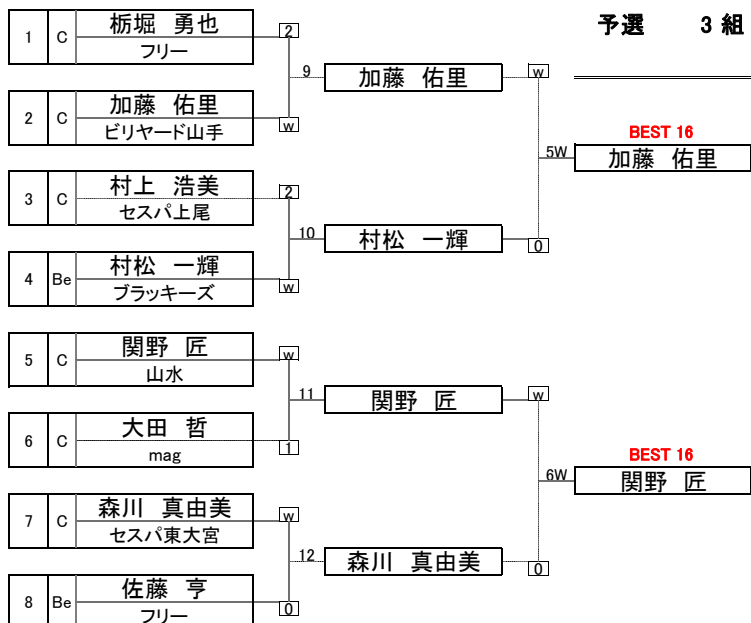 予選 3 組
1 C 栃堀 勇也
フリー
2
9 加藤 佑里 w
2 C 加藤 佑里
ビリヤード山手
w
BEST 16
5W 加藤 佑里
3 C 村上 浩美
セスパ上尾
2
10 村松 一輝 0
4 Be 村松 一輝
ブラッキーズ
w
5 C 関野 匠
山水
w
11 関野 匠 w
6 C 大田 哲
mag
1
BEST 16
6W 関野 匠
7 C 森川 真由美
セスパ東大宮
w
12 森川 真由美 0
8 Be 佐藤 亨
フリー
0